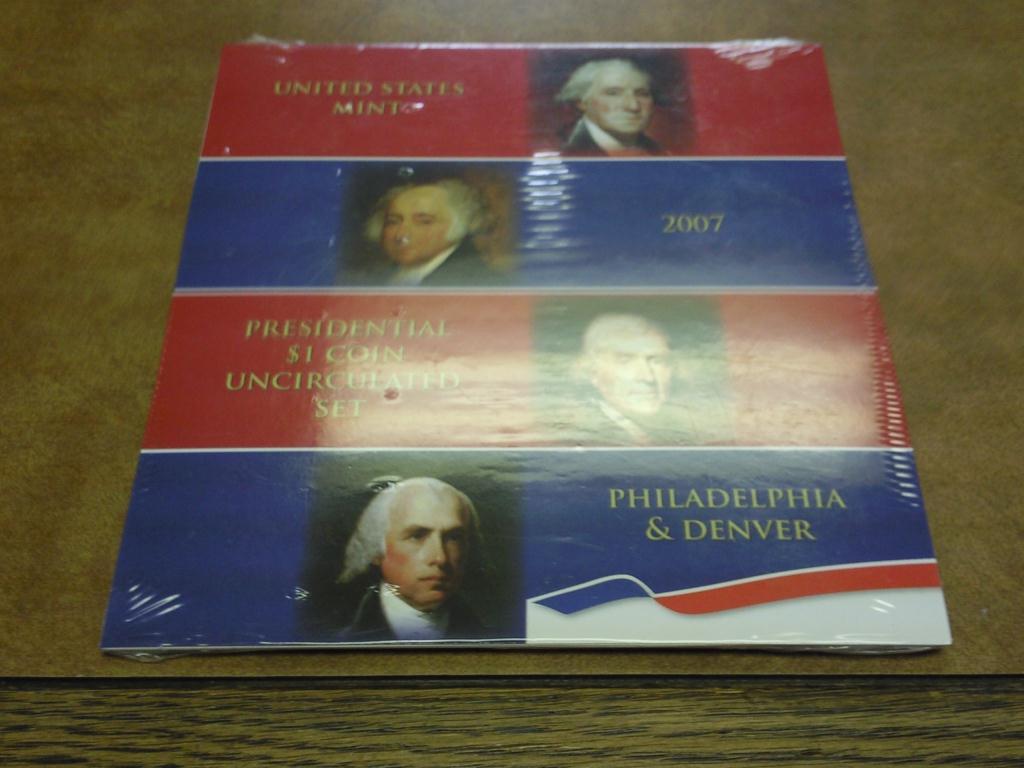 UNITED STATES
MINT
2007
PRESIDENTIAL
$1 COIN
UNCIRCULATED
SET
PHILADELPHIA
& DENVER